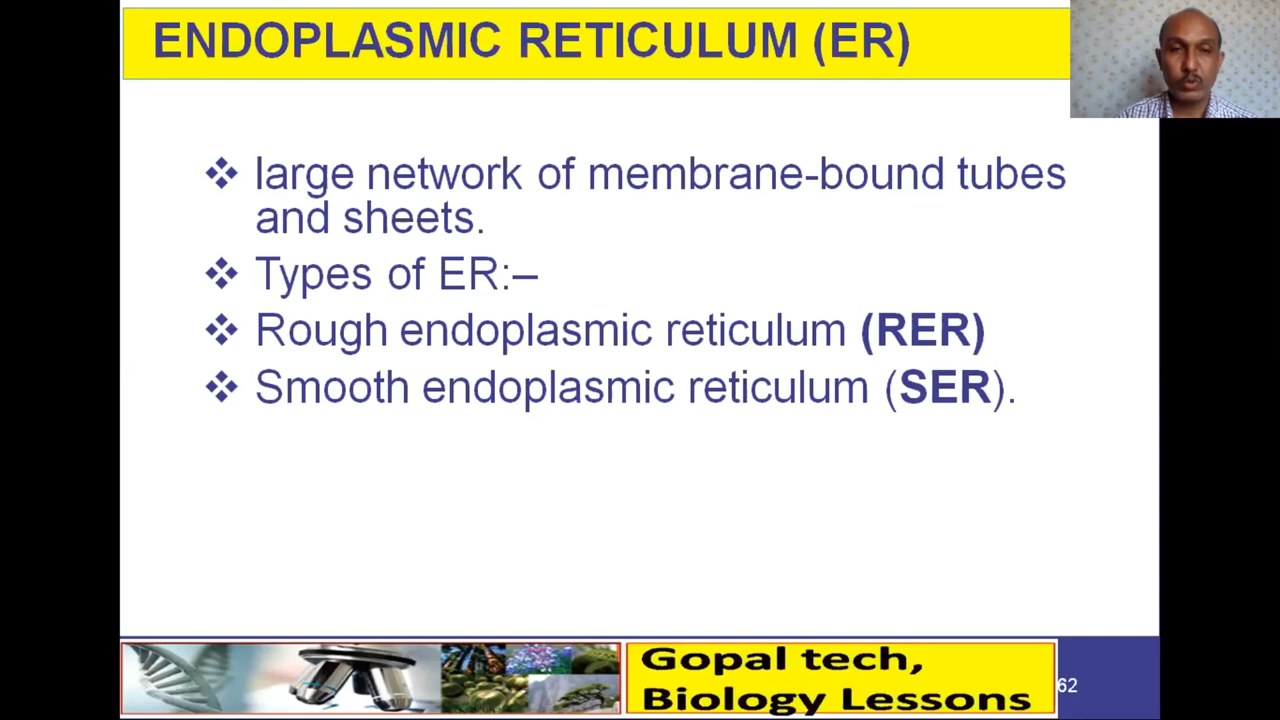 ENDOPLASMIC RETICULUM (ER)
❖ large network of membrane-bound tubes
and sheets.
❖ Types of ER:–
❖ Rough endoplasmic reticulum (RER)
❖ Smooth endoplasmic reticulum (SER).
Gopal tech,
Biology Lessons
62